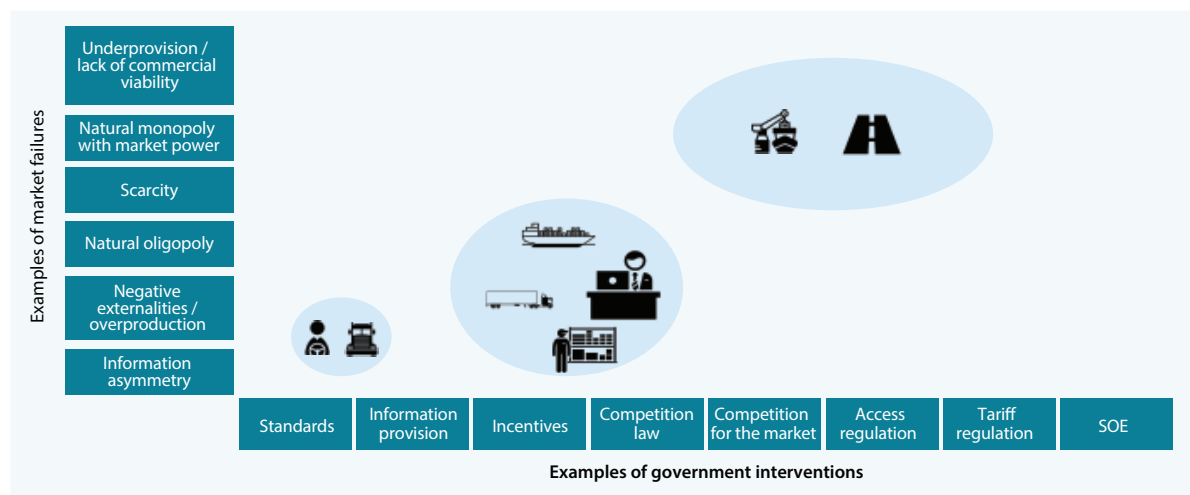 Examples of market failures
Underprovision /
lack of commercial
viability
Natural monopoly
with market power
Scarcity
Natural oligopoly
Negative
externalities /
overproduction
Information
asymmetry
Standards
Information
provision
Incentives
Competition
law
Competition
for the market
Access
regulation
Tariff
regulation
SOE
Examples of government interventions